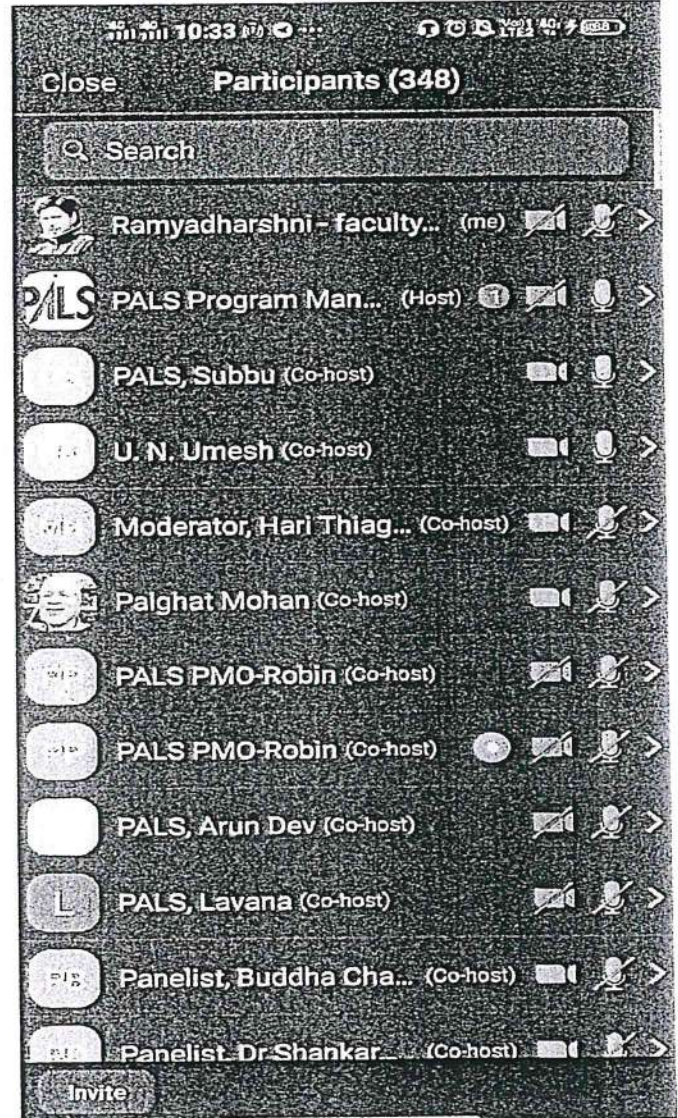 10:33
Close Participants (348)
Search
Ramyadharshni - faculty... (me)
PALS PALS Program Man... (Host)
PALS, Subbu (Co-host)
U. N. Umesh (Co-host)
Moderator, Hari Thiag... (Co-host)
Palghat Mohan (Co-host)
PALS PMO-Robin (Co-host)
PALS PMO-Robin (Co-host)
PALS, Arun Dev (Co-host)
L PALS, Lavana (Co-host)
Panelist, Buddha Cha... (Co-host)
Panelist, Dr Shankar... (Co-host)
Invite